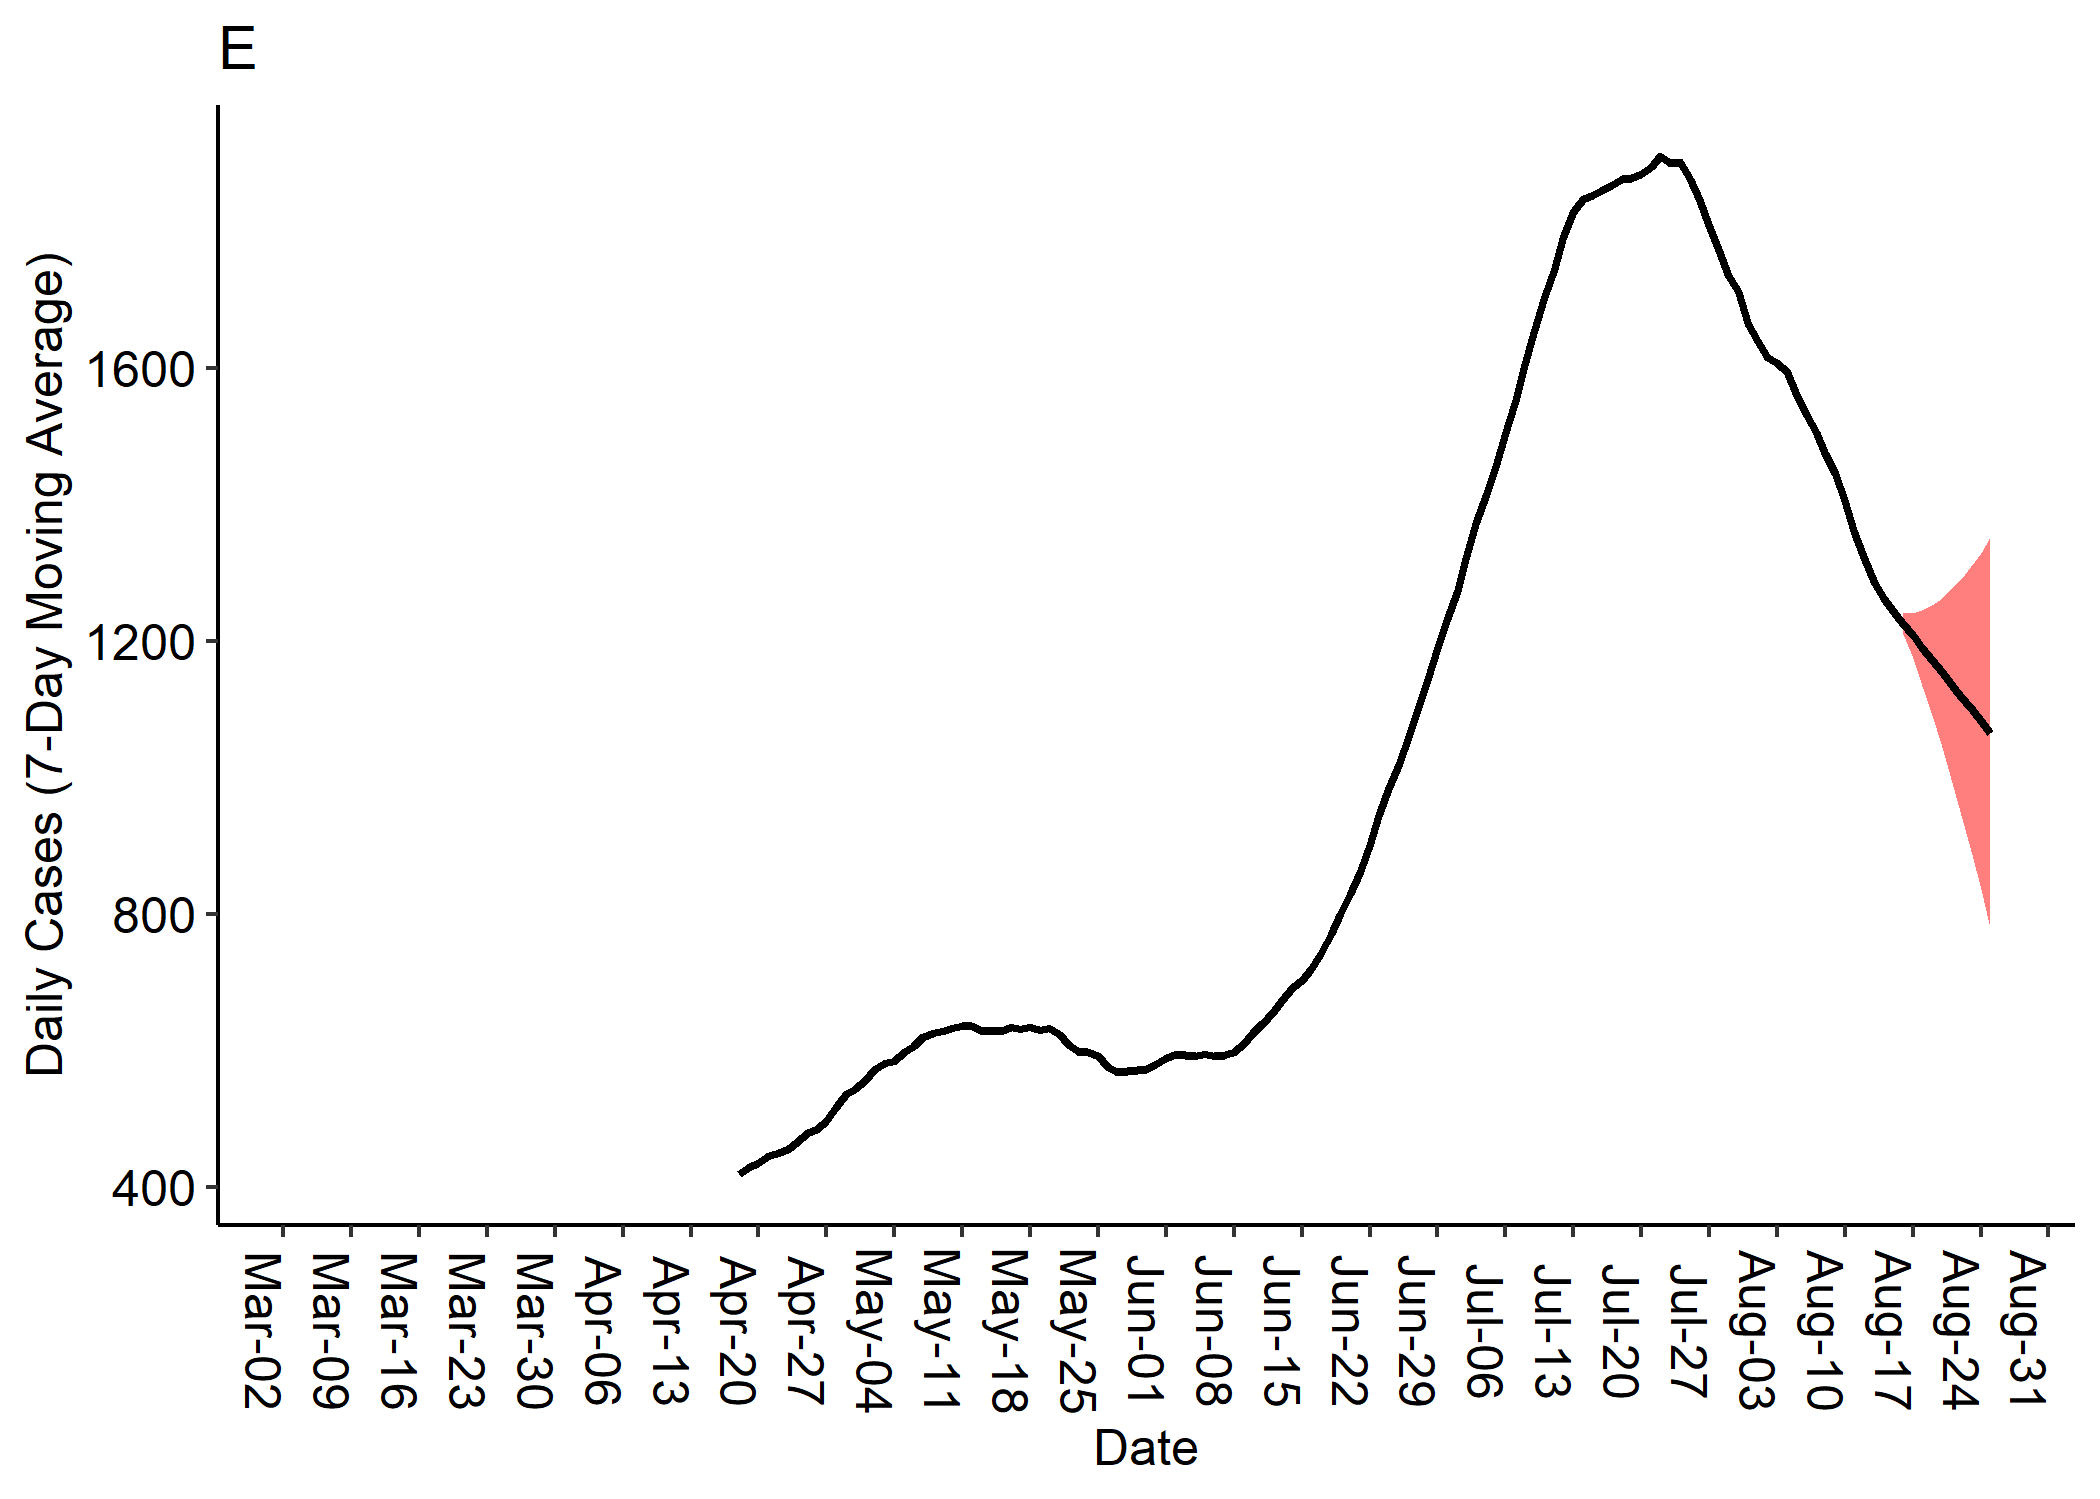 E
Daily Cases (7-Day Moving Average)
1600
1200
800
400
Mar-02
Mar-09
Mar-16
Mar-23
Mar-30
Apr-06
Apr-13
Apr-20
Apr-27
May-04
May-11
May-18
May-25
Jun-01
Jun-08
Jun-15
Jun-22
Jun-29
Jul-06
Jul-13
Jul-20
Jul-27
Aug-03
Aug-10
Aug-17
Aug-24
Aug-31
Date